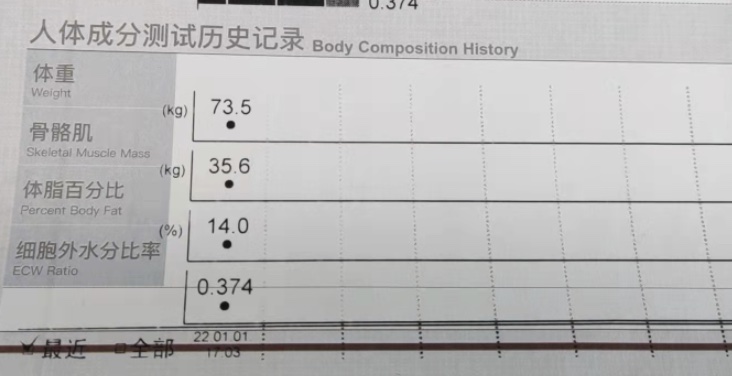 0.374
人体成分测试历史记录 Body Composition History
体重
Weight
(kg) 73.5
骨骼肌
Skeletal Muscle Mass
(kg) 35.6
体脂百分比
Percent Body Fat
(%) 14.0
细胞外水分比率
ECW Ratio
0.374
最近 全部 22 01 01
17 03